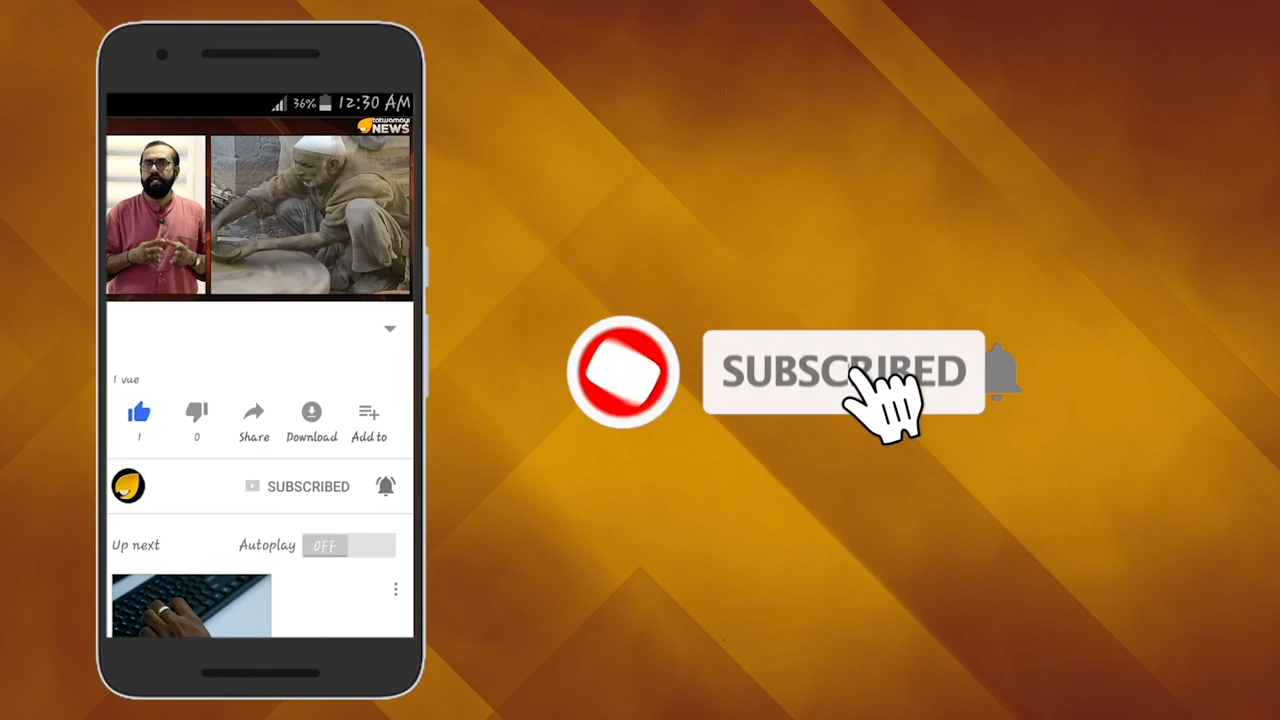 36% 12:30 AM
tatwamayi
NEWS
1 vue
1
0
Share
Download
Add to
SUBSCRIBED
Up next
Autoplay
OFF
SUBSCRIBED